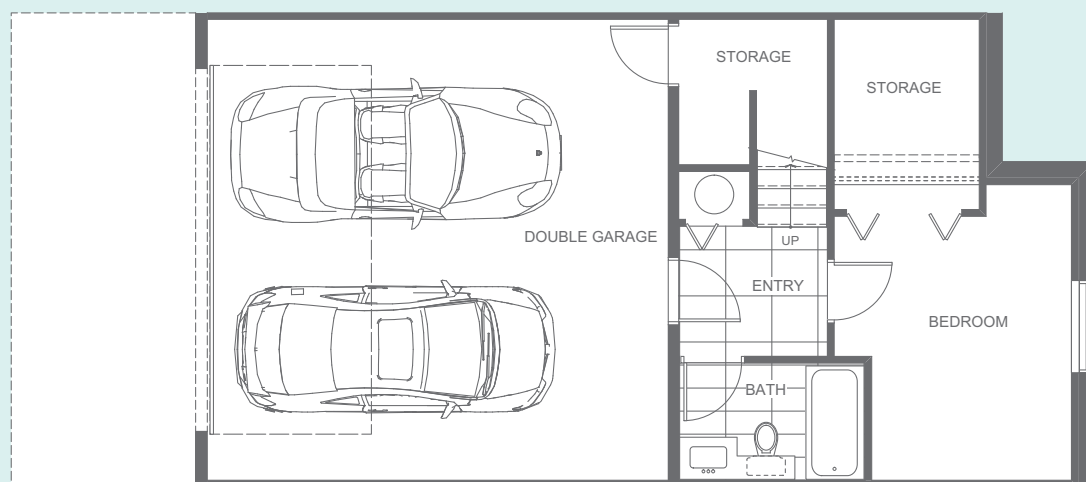 STORAGE
STORAGE
DOUBLE GARAGE
UP
ENTRY
BEDROOM
BATH